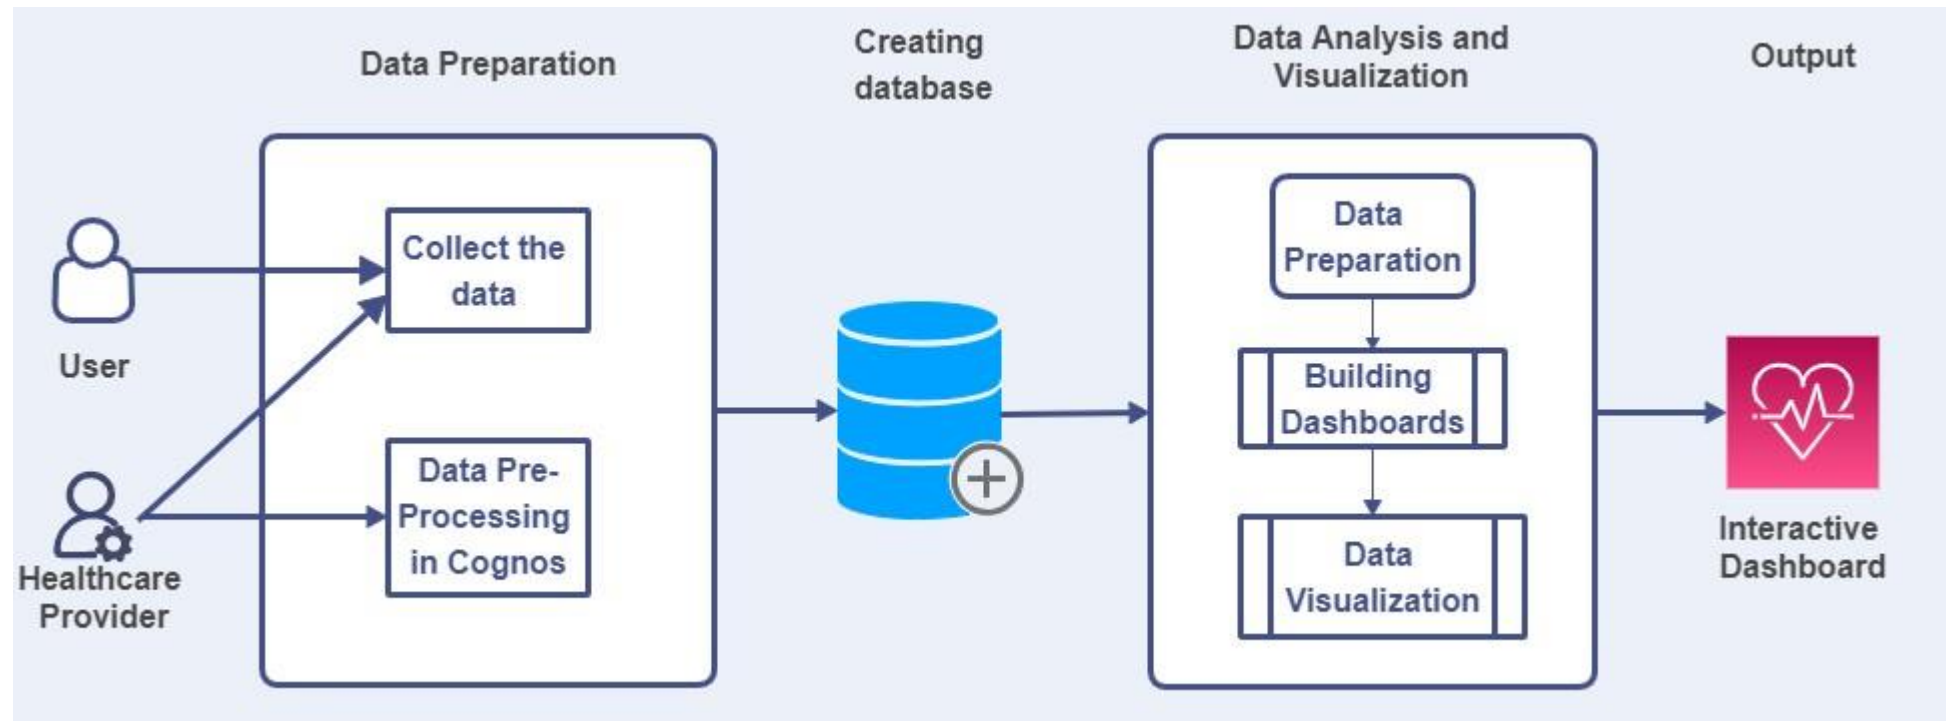 Data Preparation
Creating
database
Data Analysis and
Visualization
Output
User
Healthcare
Provider
Collect the
data
Data Pre-
Processing
in Cognos
Data
Preparation
Building
Dashboards
Data
Visualization
Interactive
Dashboard